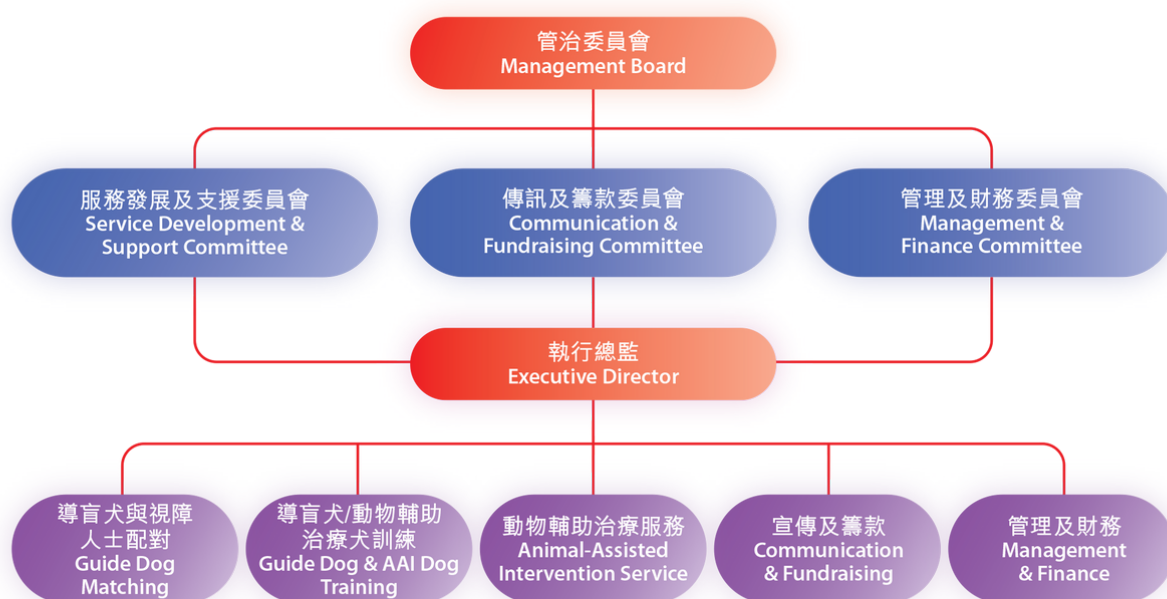 管治委員會
Management Board
服務發展及支援委員會
Service Development &
Support Committee
傳訊及籌款委員會
Communication &
Fundraising Committee
管理及財務委員會
Management &
Finance Committee
執行總監
Executive Director
導盲犬與視障
人士配對
Guide Dog
Matching
導盲犬/動物輔助
治療犬訓練
Guide Dog & AAI Dog
Training
動物輔助治療服務
Animal-Assisted
Intervention Service
宣傳及籌款
Communication
& Fundraising
管理及財務
Management
& Finance